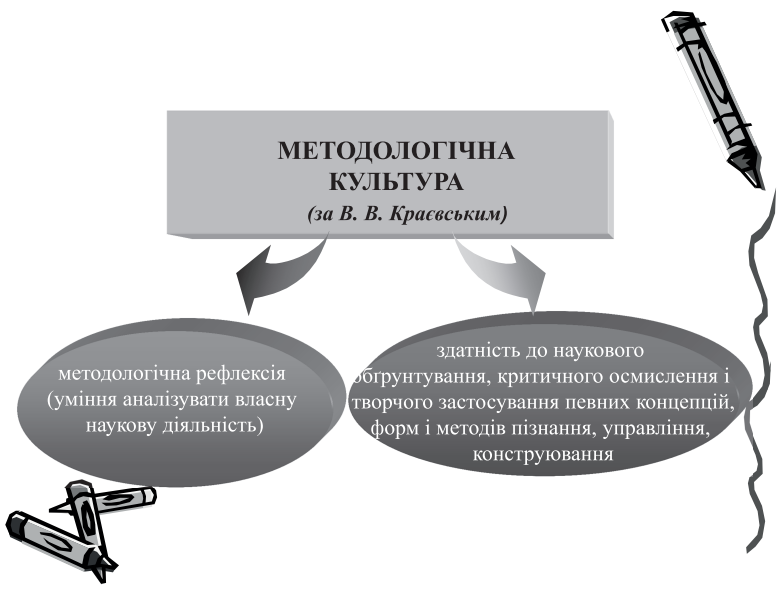 МЕТОДОЛОГІЧНА
КУЛЬТУРА
(за В. В. Краєвським)
методологічна рефлексія
(уміння аналізувати власну
наукову діяльність)
здатність до наукового
обґрунтування, критичного осмислення і
творчого застосування певних концепцій,
форм і методів пізнання, управління,
конструювання